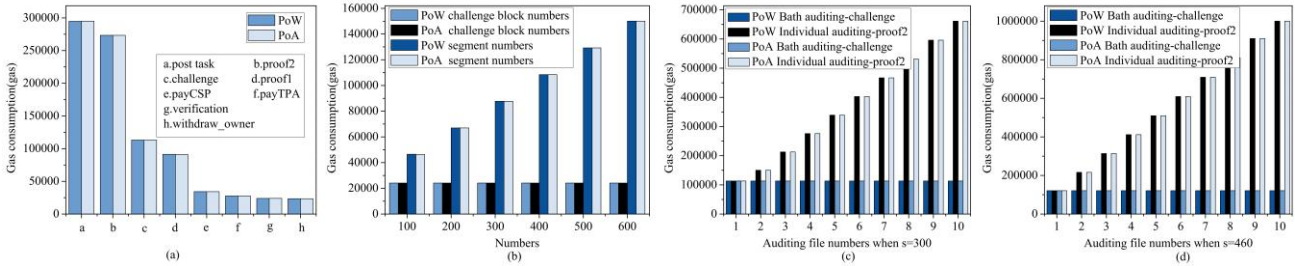 Gas consumption(gas)
300000
250000
200000
150000
100000
50000
0
PoW
PoA
a.post task b.proof2
c.challenge d.proof1
e.payCSP f.payTPA
g.verification
h.withdraw_owner
a b c d e f g h
(a)
Gas consumption(gas)
160000
140000
120000
100000
80000
60000
40000
20000
0
PoW challenge block numbers
PoA challenge block numbers
PoW segment numbers
PoA segment numbers
100 200 300 400 500 600
Numbers
(b)
Gas consumption(gas)
700000
600000
500000
400000
300000
200000
100000
0
PoW Bath auditing-challenge
PoW Individual auditing-proof2
PoA Bath auditing-challenge
PoA Individual auditing-proof2
1 2 3 4 5 6 7 8 9 10
Auditing file numbers when s=300
(c)
Gas consumption(gas)
1000000
800000
600000
400000
200000
0
PoW Bath auditing-challenge
PoW Individual auditing-proof2
PoA Bath auditing-challenge
PoA Individual auditing-proof2
1 2 3 4 5 6 7 8 9 10
Auditing file numbers when s=460
(d)